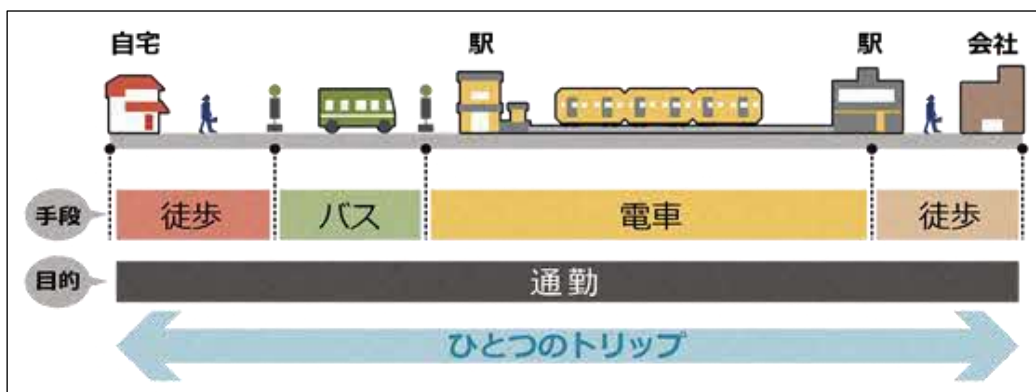 自宅 駅 駅 会社
手段 徒歩 バス 電車 徒歩
目的 通勤
ひとつのトリップ